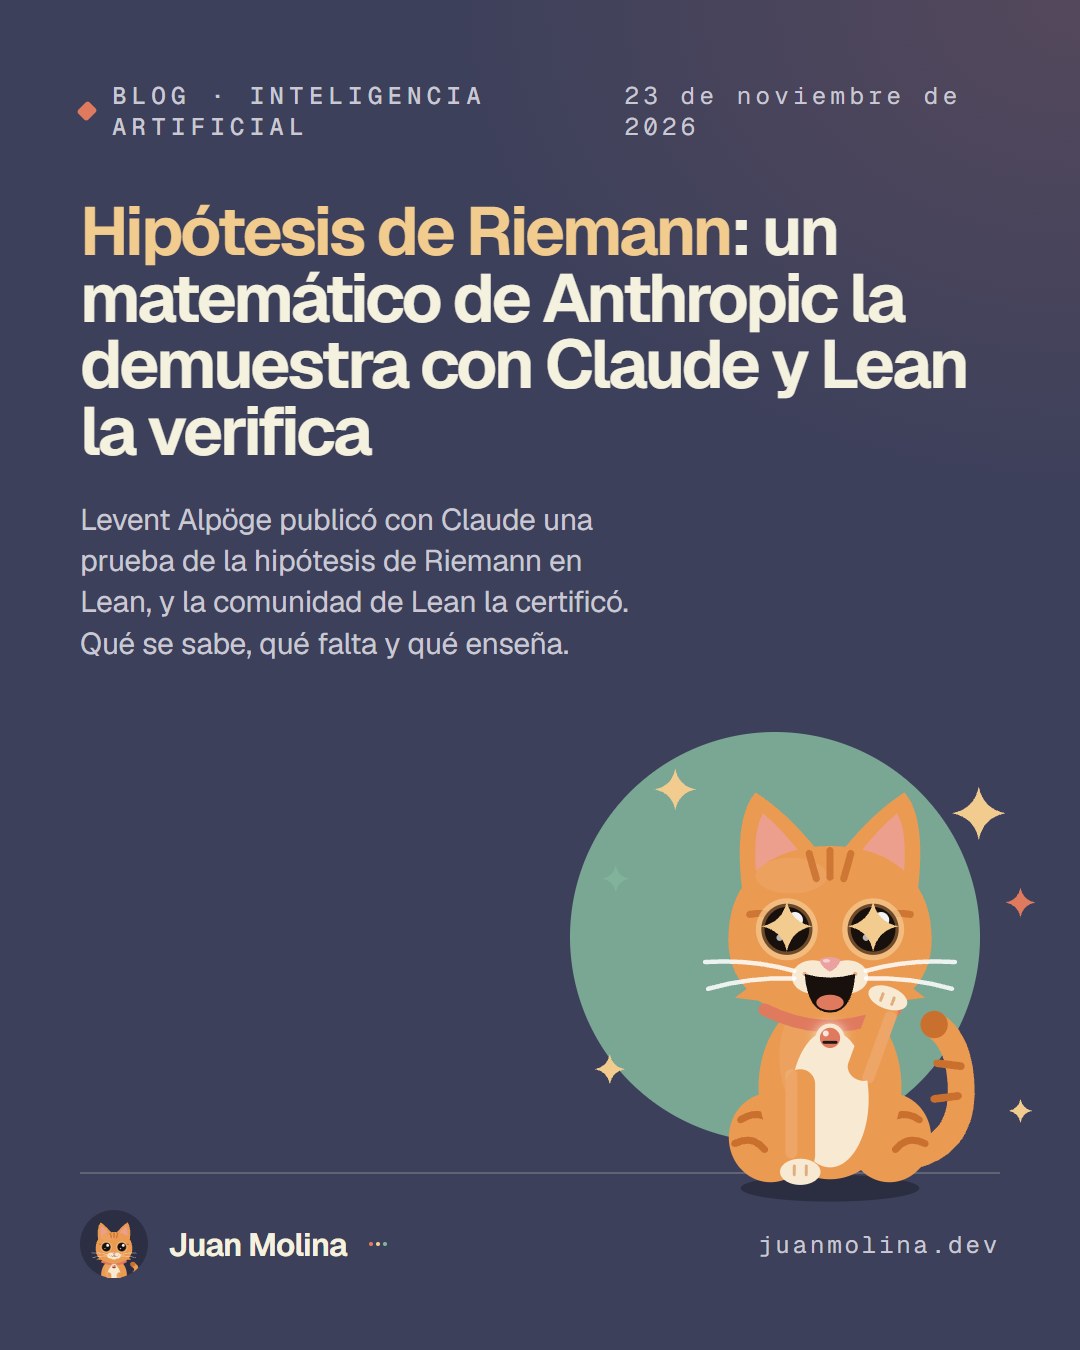 BLOG · INTELIGENCIA
ARTIFICIAL
23 de noviembre de
2026
Hipótesis de Riemann: un
matemático de Anthropic la
demuestra con Claude y Lean
la verifica
Levent Alpöge publicó con Claude una
prueba de la hipótesis de Riemann en
Lean, y la comunidad de Lean la certificó.
Qué se sabe, qué falta y qué enseña.
Juan Molina
juanmolina.dev